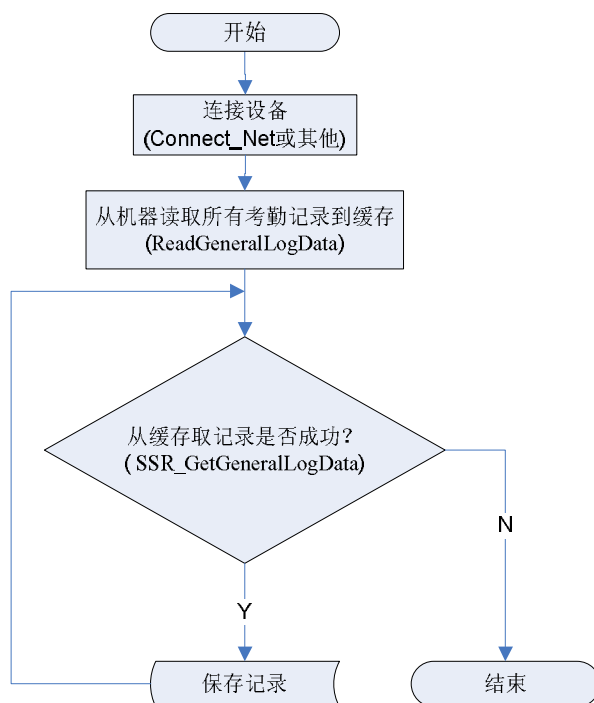 开始
连接设备
(Connect_Net或其他)
从机器读取所有考勤记录到缓存
(ReadGeneralLogData)
从缓存取记录是否成功?
( SSR_GetGeneralLogData)
N
Y
保存记录
结束